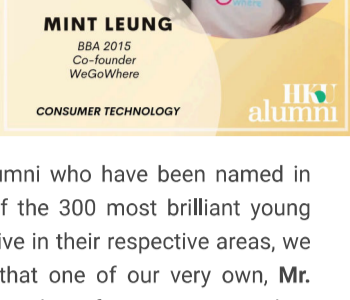 where
MINT LEUNG
BBA 2015
Co-founder
WeGoWhere
CONSUMER TECHNOLOGY
HKU
alumni
umni who have been named in
f the 300 most brilliant young
ive in their respective areas, we
that one of our very own, Mr.